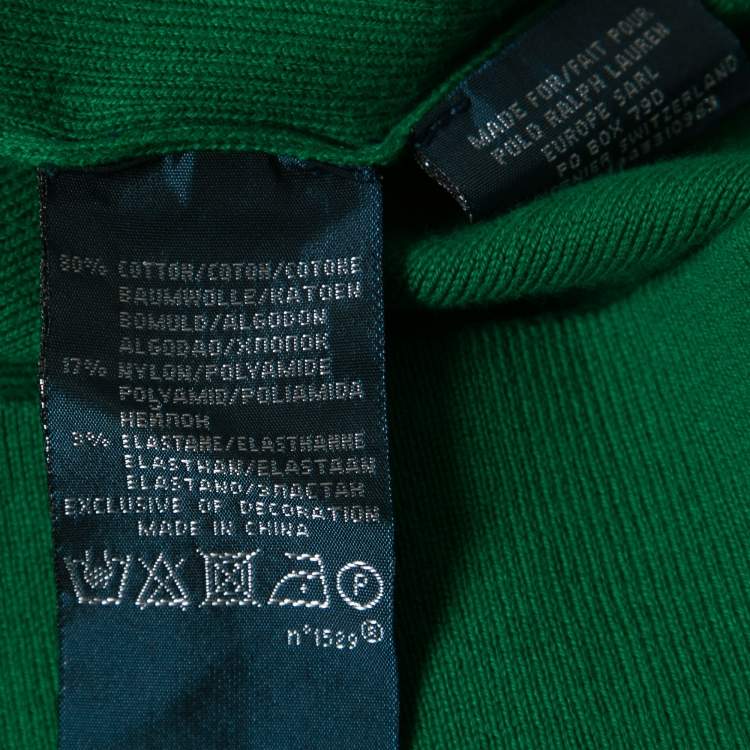 80% COTTON/COTON/COTONE
BAUMWOLLE/KATOEN
BOMULD/ALGODON
ALGODAO/ХЛОПОК
17% NYLON/POLYAMIDE
POLYAMID/POLIAMIDA
НЕЙЛОН
3% ELASTANE/ELASTHANNE
ELASTHAN/ELASTAAN
ELASTANO/ЭЛАСТАН
EXCLUSIVE OF DECORATION
MADE IN CHINA
P
n°1529 ®
MADE FOR/FAIT POUR
POLO RALPH LAUREN
EUROPE SARL
PO BOX 790
SWITZERLAND